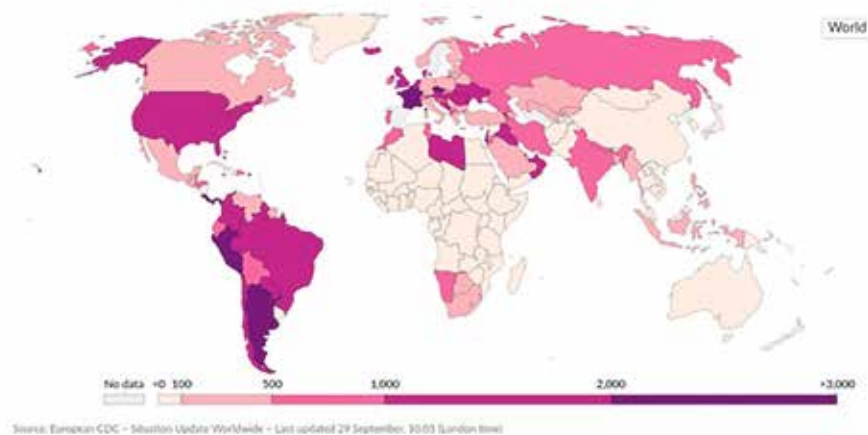 World
No data <0 100 500 1,000 2,000 >3,000
Source: European CDC – Situation Update Worldwide – Last updated 29 September, 10:03 (London time)